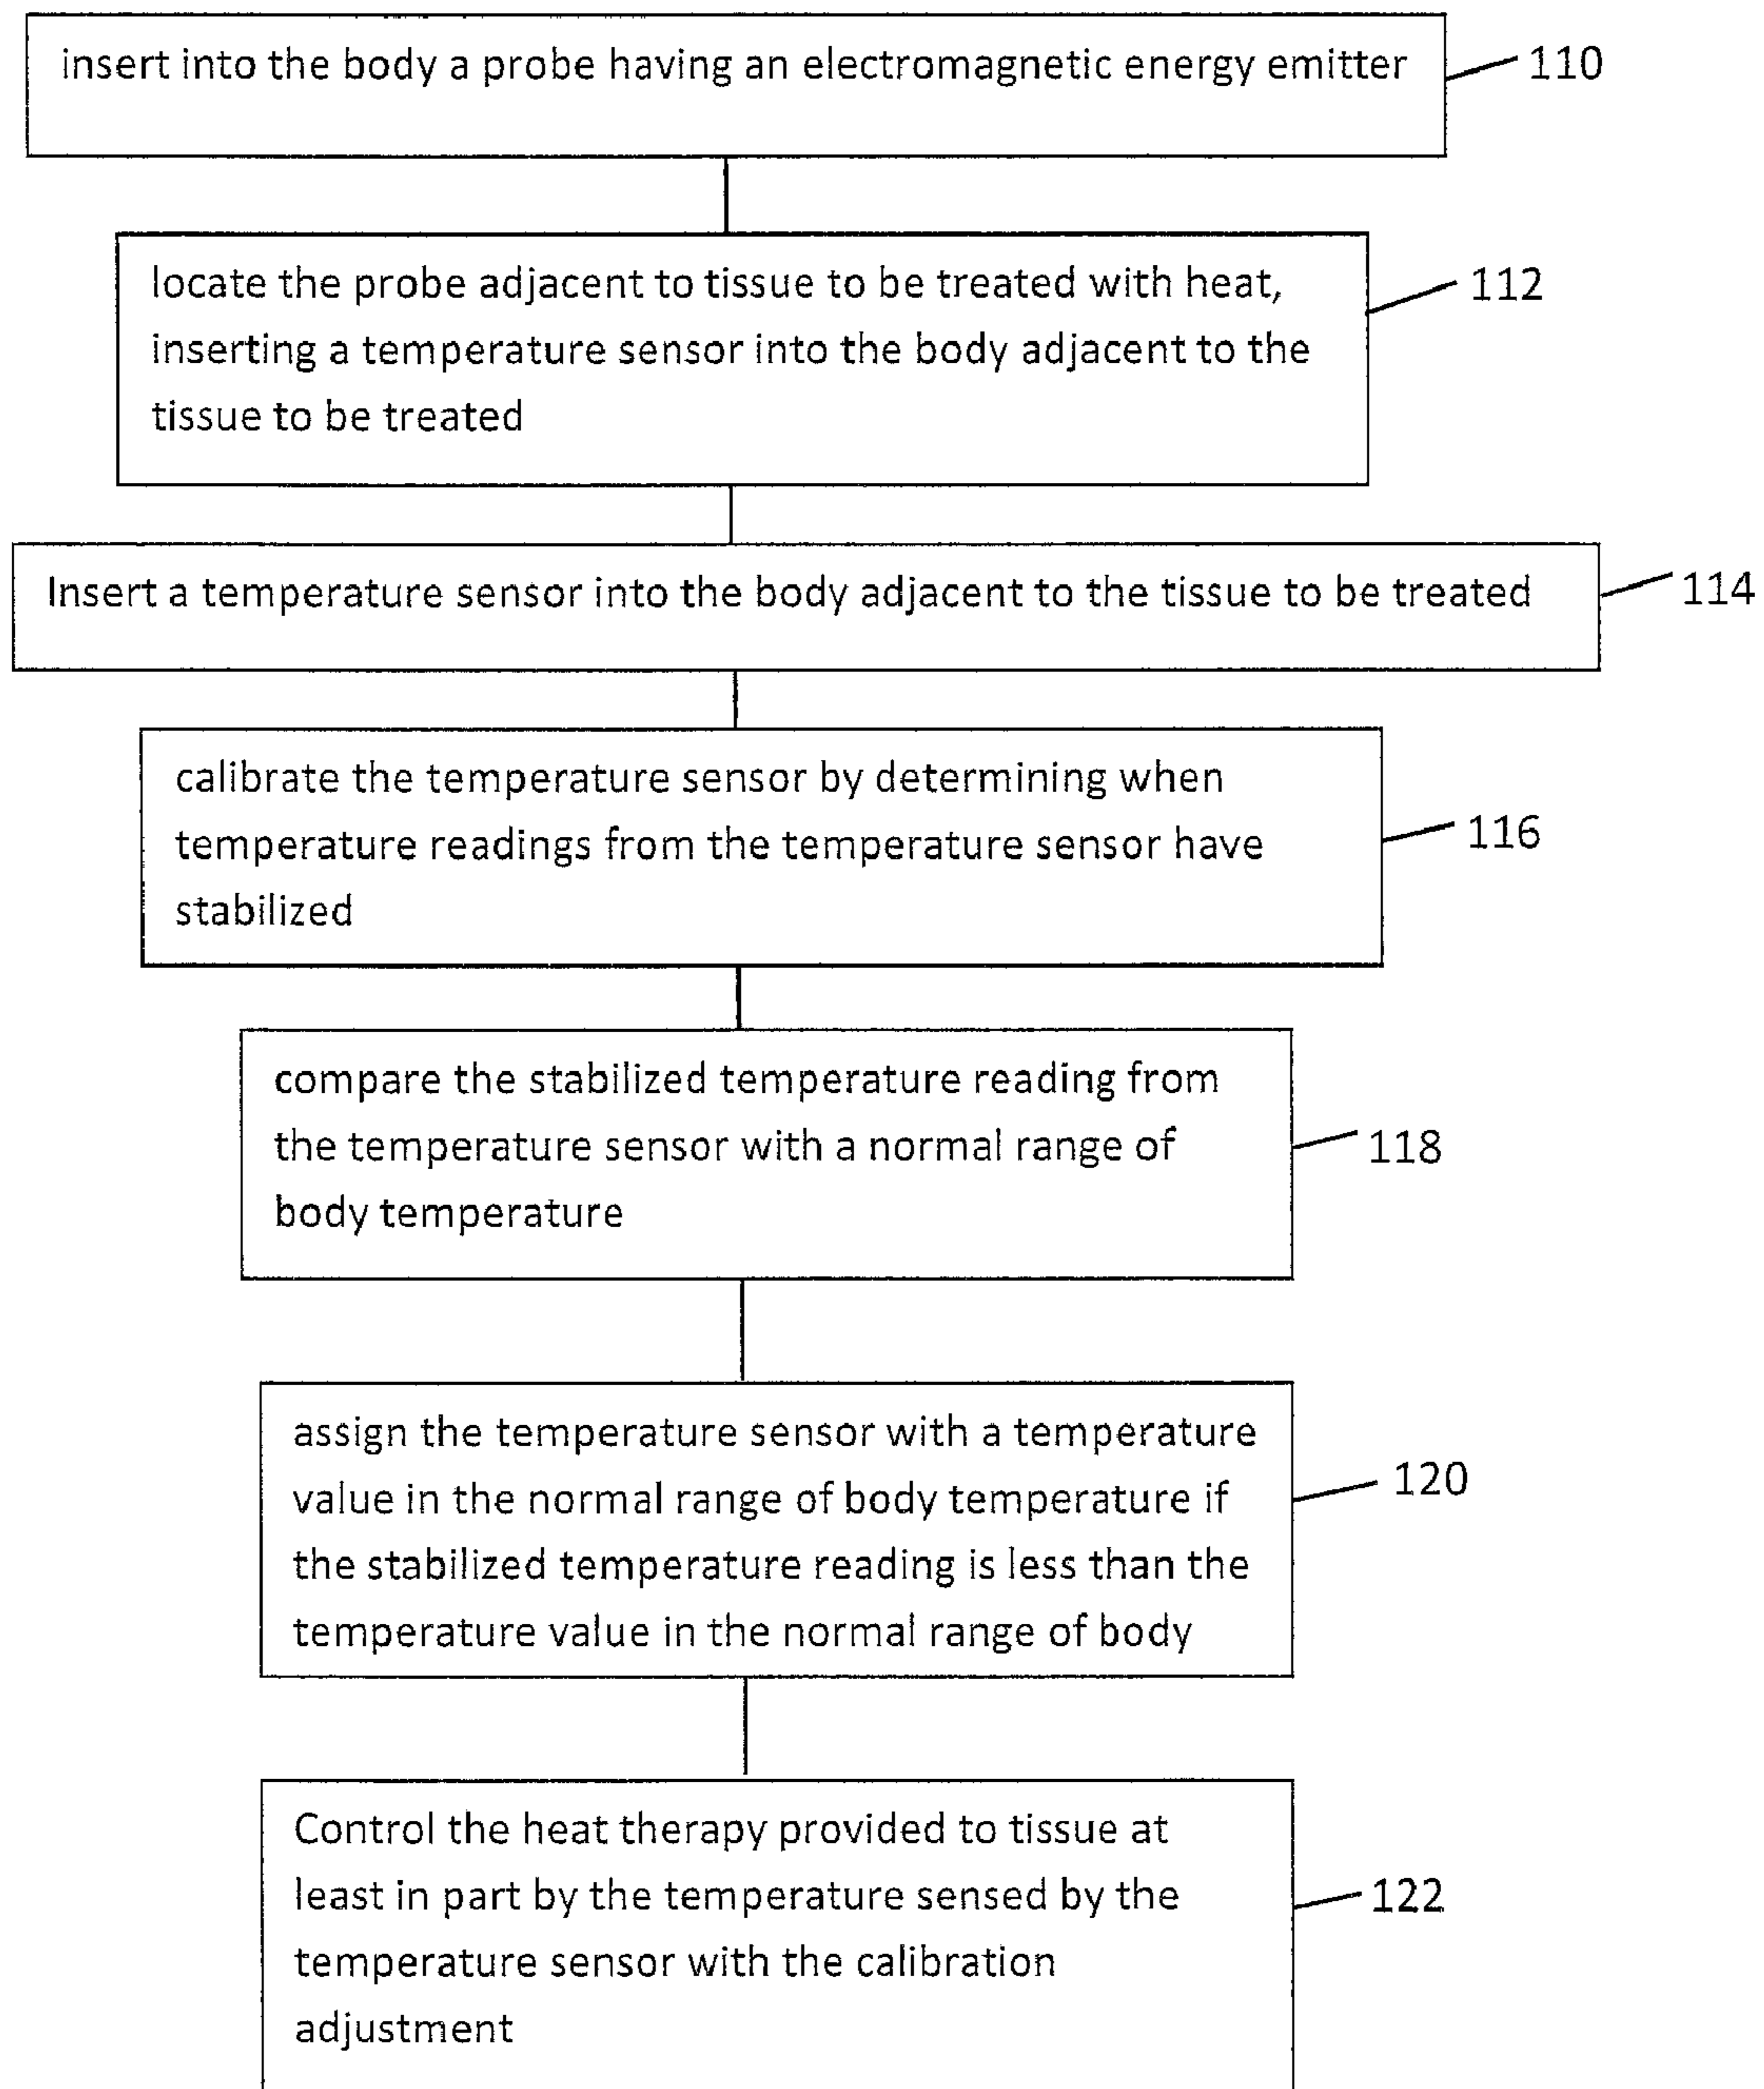 insert into the body a probe having an electromagnetic energy emitter
110
locate the probe adjacent to tissue to be treated with heat,
inserting a temperature sensor into the body adjacent to the
tissue to be treated
112
Insert a temperature sensor into the body adjacent to the tissue to be treated
114
calibrate the temperature sensor by determining when
temperature readings from the temperature sensor have
stabilized
116
compare the stabilized temperature reading from
the temperature sensor with a normal range of
body temperature
118
assign the temperature sensor with a temperature
value in the normal range of body temperature if
the stabilized temperature reading is less than the
temperature value in the normal range of body
120
Control the heat therapy provided to tissue at
least in part by the temperature sensed by the
temperature sensor with the calibration
adjustment
122